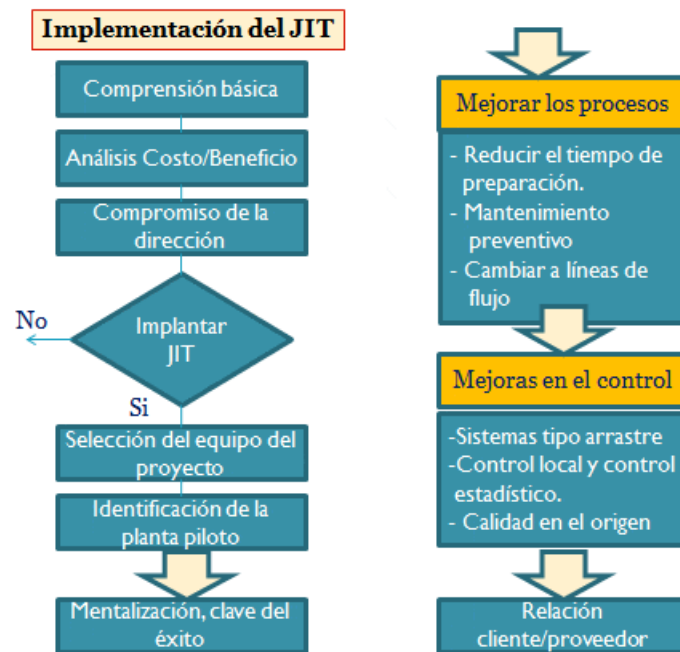 Implementación del JIT
Comprensión básica
Análisis Costo/Beneficio
Compromiso de la
dirección
No
Implantar
JIT
Si
Selección del equipo del
proyecto
Identificación de la
planta piloto
Mentalización, clave del
éxito
Mejorar los procesos
- Reducir el tiempo de
preparación.
- Mantenimiento
preventivo
- Cambiar a líneas de
flujo
Mejoras en el control
-Sistemas tipo arrastre
-Control local y control
estadístico.
- Calidad en el origen
Relación
cliente/proveedor